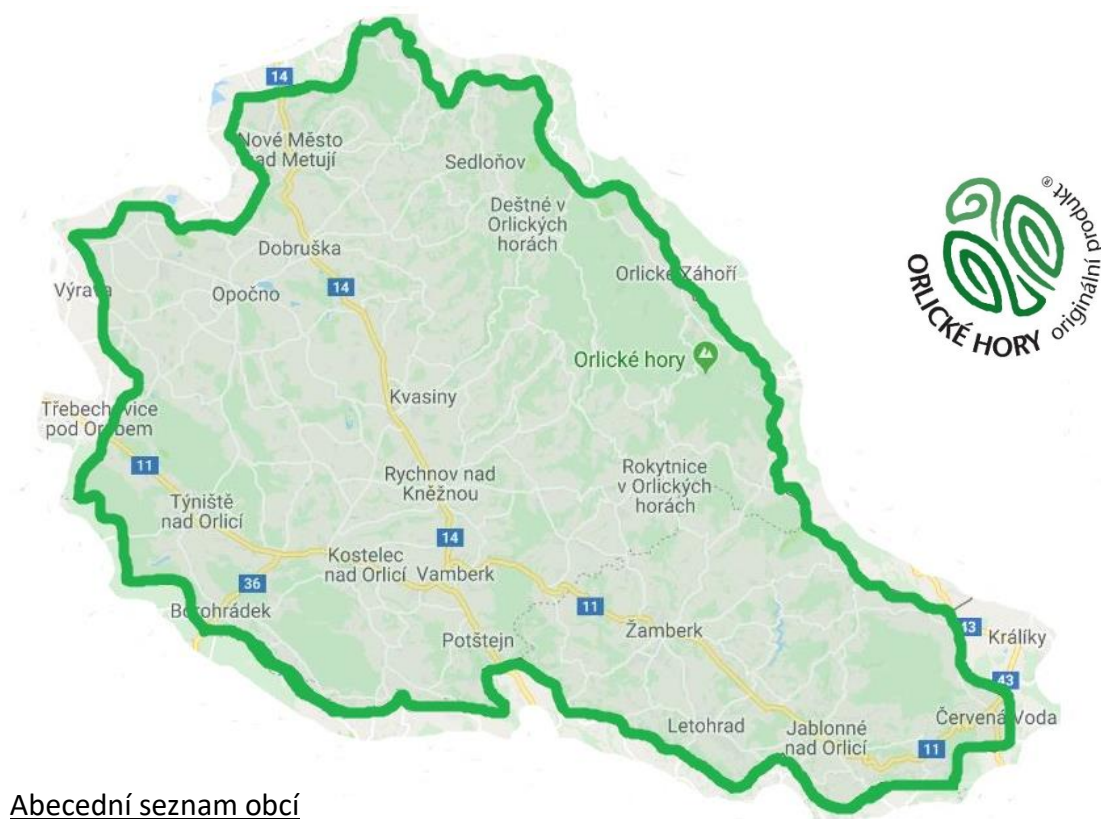 14
Nové Město
nad Metují
Sedloňov
Deštné v
Orlických
horách
Dobruška
Orlické Záhoří
Výrava
Opočno
14
Orlické hory
Kvasiny
Třebechovice
pod Orebem
11
Rychnov nad
Kněžnou
Rokytnice
v Orlických
horách
Týniště
nad Orlicí
14
Kostelec
nad Orlicí
Vamberk
36
Borohrádek
11
Žamberk
43
Králíky
Potštejn
43
Letohrad
Jablonné
nad Orlicí
Červená Voda
11
ORLICKÉ HORY originální produkt®
Abecední seznam obcí